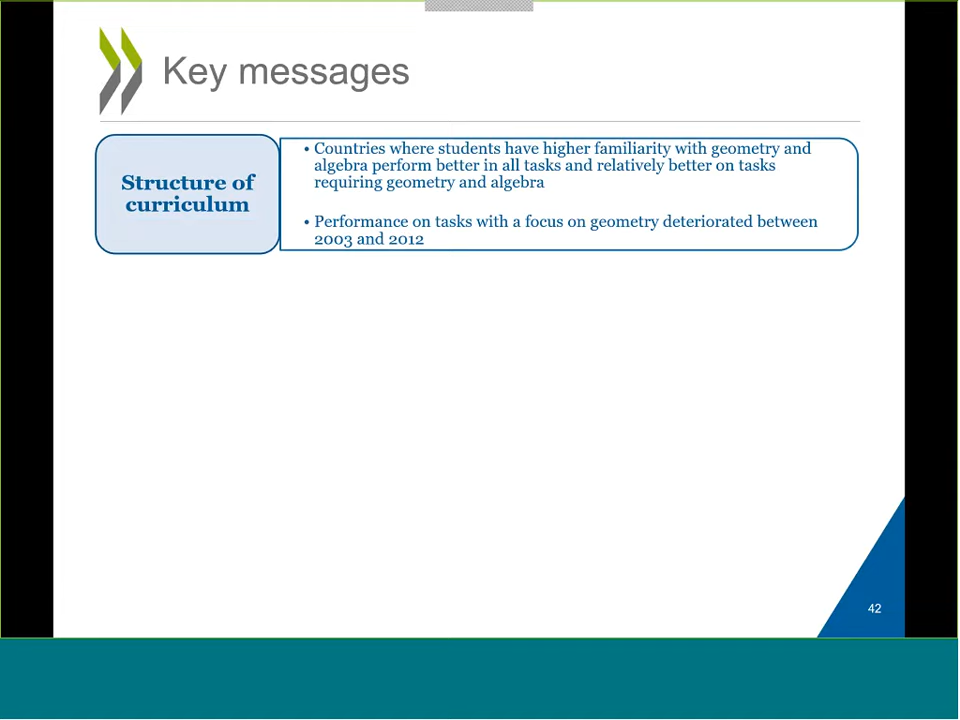 Key messages
Structure of
curriculum
• Countries where students have higher familiarity with geometry and
algebra perform better in all tasks and relatively better on tasks
requiring geometry and algebra
• Performance on tasks with a focus on geometry deteriorated between
2003 and 2012
42